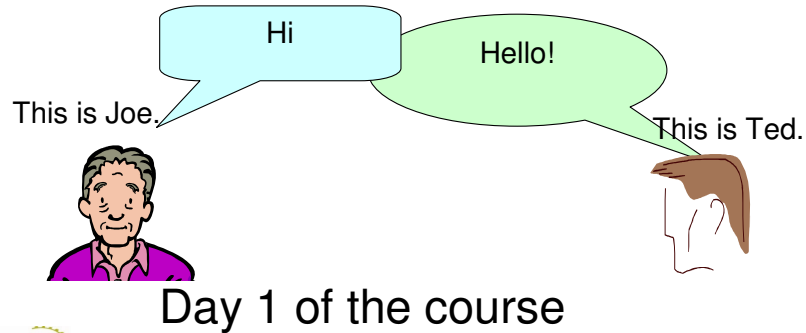 Hi
Hello!
This is Joe.
This is Ted.
Day 1 of the course